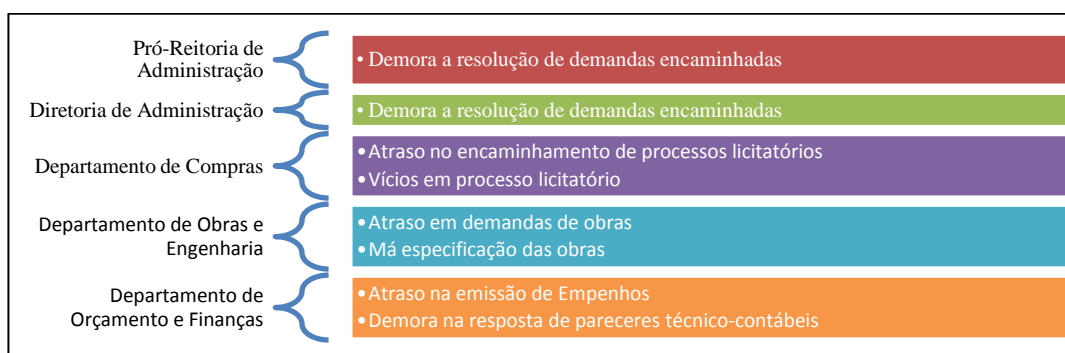 Pró-Reitoria de
Administração
• Demora a resolução de demandas encaminhadas
Diretoria de Administração
• Demora a resolução de demandas encaminhadas
Departamento de Compras
• Atraso no encaminhamento de processos licitatórios
• Vícios em processo licitatório
Departamento de Obras e
Engenharia
• Atraso em demandas de obras
• Má especificação das obras
Departamento de
Orçamento e Finanças
• Atraso na emissão de Empenhos
• Demora na resposta de pareceres técnico-contábeis